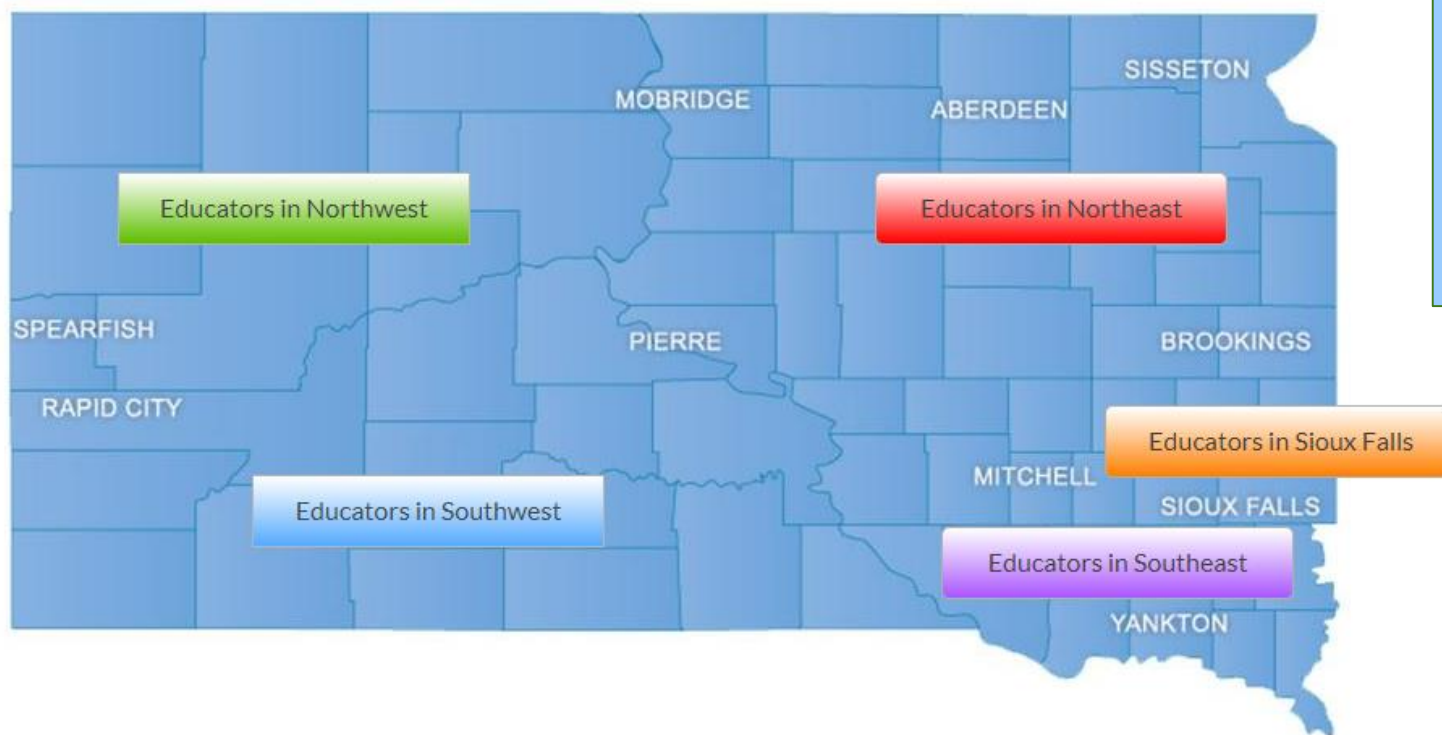 SISSETON
MOBRIDGE
ABERDEEN
Educators in Northwest
Educators in Northeast
SPEARFISH
PIERRE
BROOKINGS
RAPID CITY
Educators in Sioux Falls
MITCHELL
SIOUX FALLS
Educators in Southwest
Educators in Southeast
YANKTON